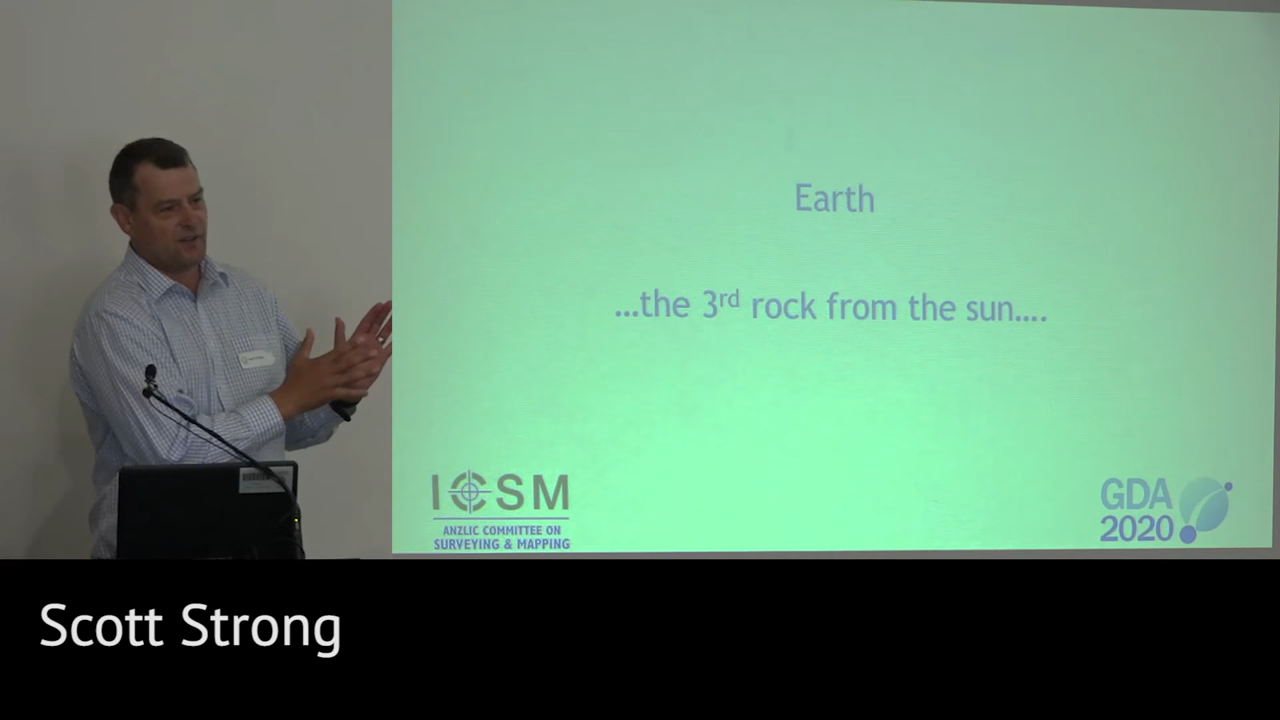 Earth
...the 3rd rock from the sun....
ICSM
ANZLIC COMMITTEE ON
SURVEYING & MAPPING
GDA
2020
Scott Strong